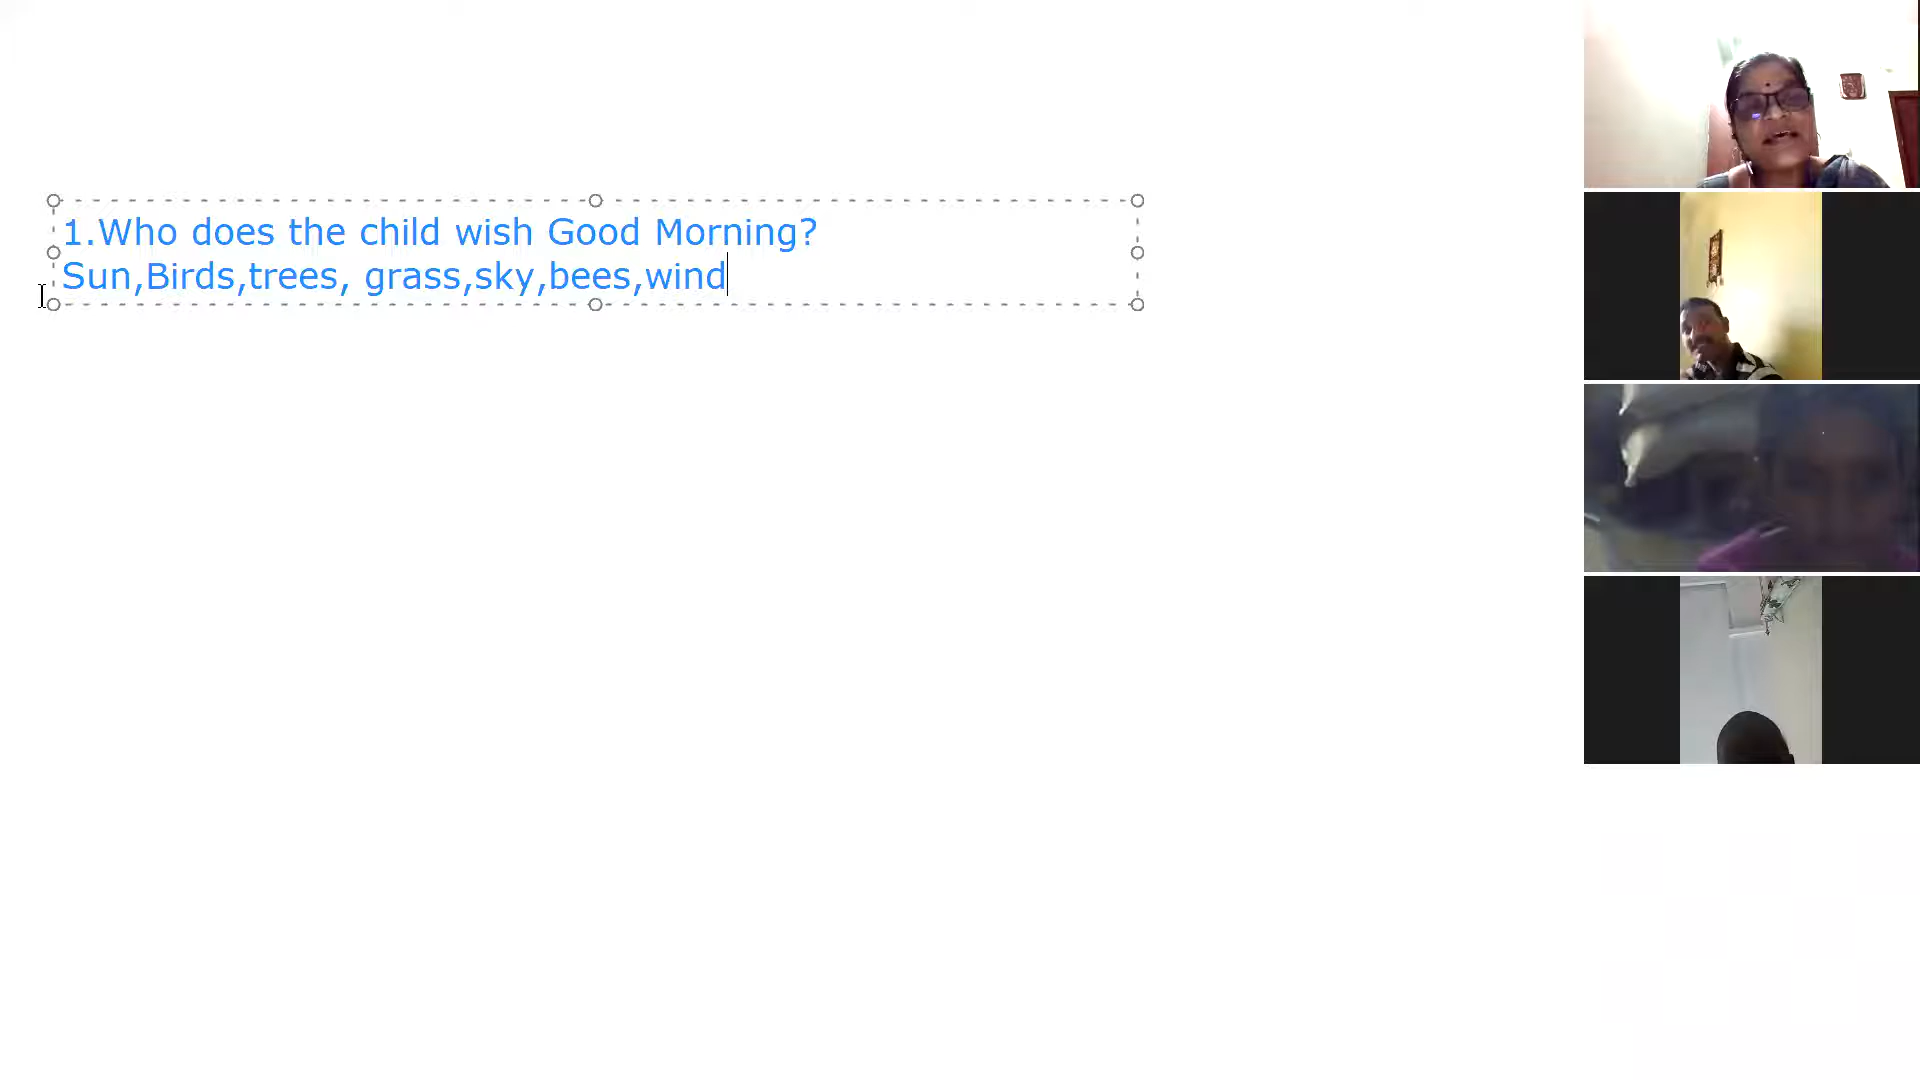 1.Who does the child wish Good Morning?
Sun,Birds,trees, grass,sky,bees,wind